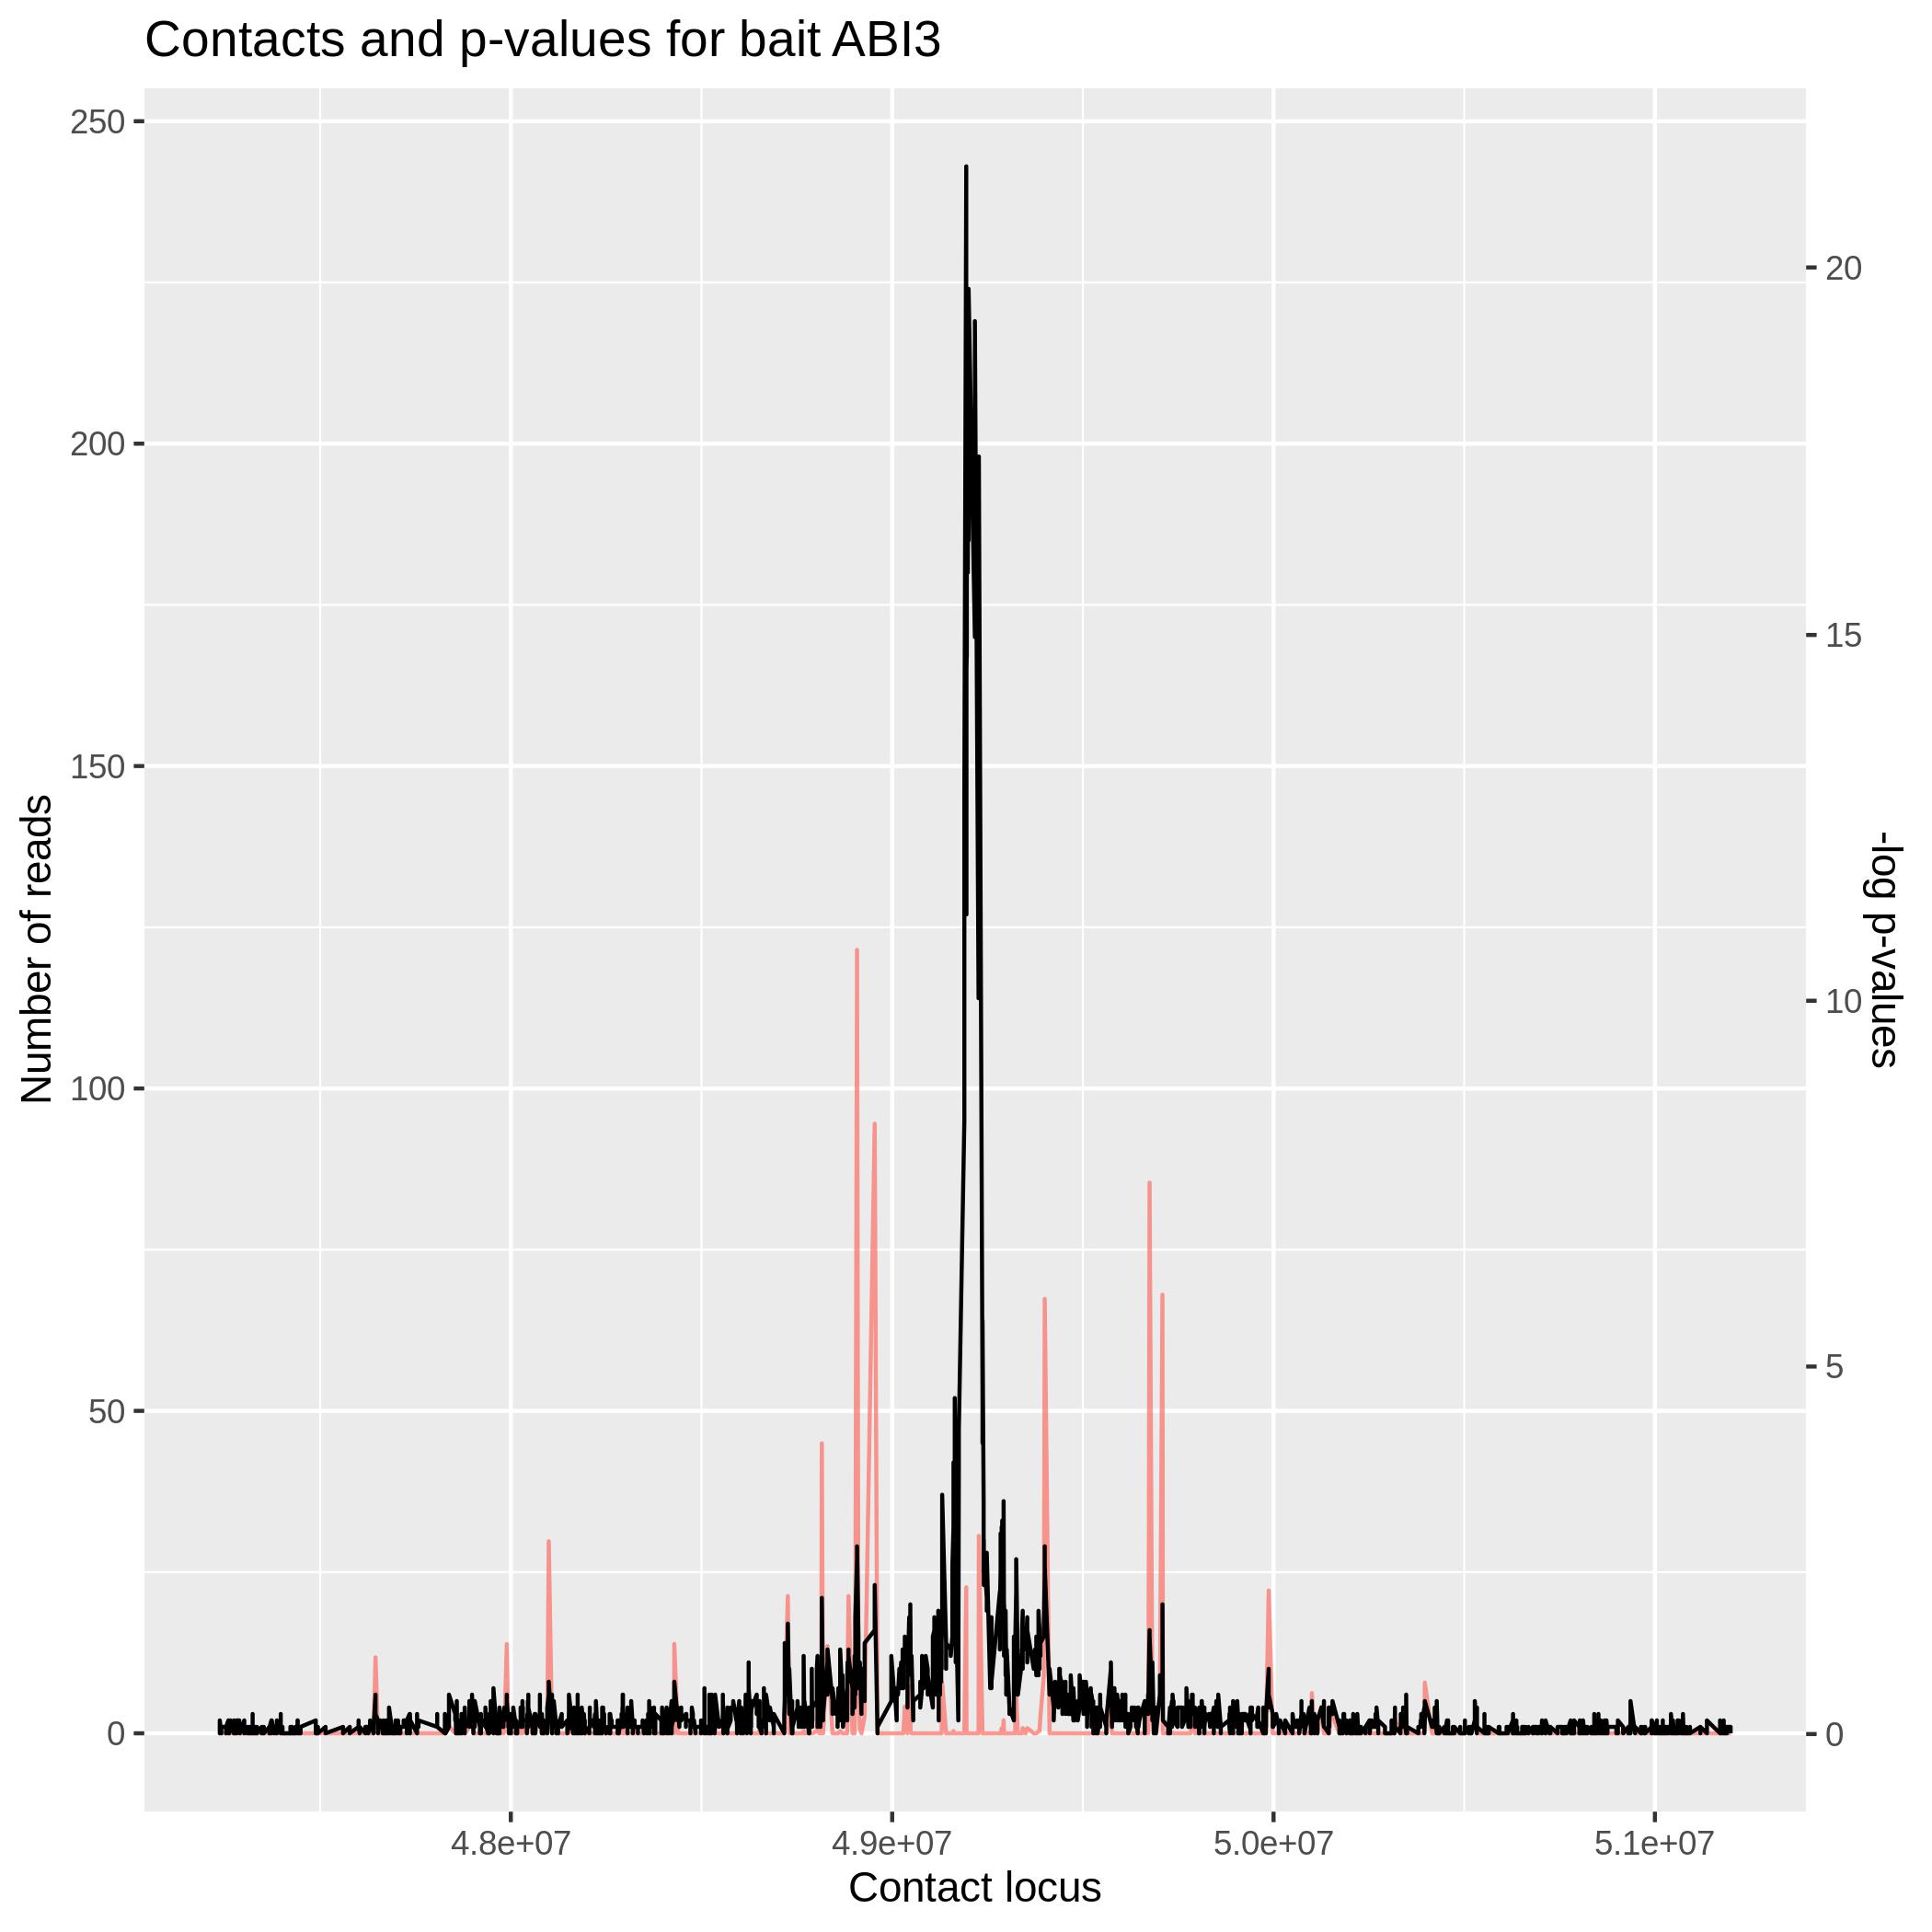 Contacts and p-values for bait ABI3
250
200
150
100
50
0
Number of reads
20
15
10
5
0
-log p-values
4.8e+07
4.9e+07
5.0e+07
5.1e+07
Contact locus